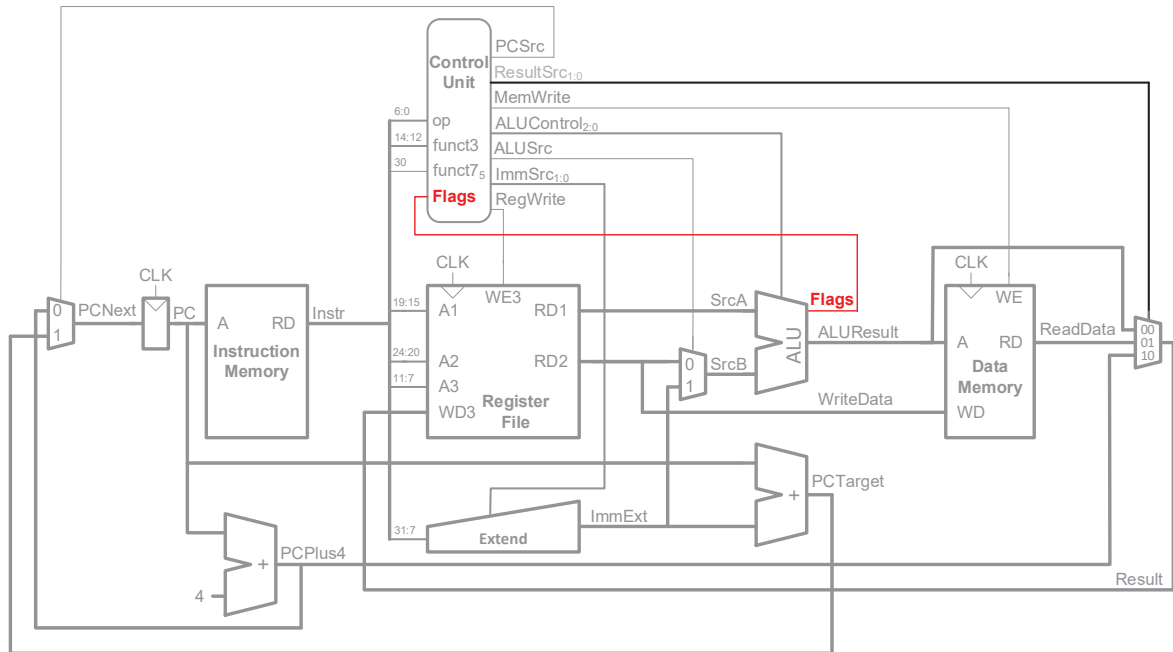 PCSrc
Control
Unit
ResultSrc1:0
MemWrite
6:0
op
ALUControl2:0
14:12
funct3
ALUSrc
30
funct75
ImmSrc1:0
Flags
RegWrite
CLK
CLK
CLK
0
1
PCNext
PC
A
RD
Instruction
Memory
Instr
19:15
A1
WE3
RD1
SrcA
Flags
WE
24:20
A2
RD2
0
1
SrcB
ALU
ALUResult
A
RD
ReadData
00
01
10
11:7
A3
Data
Memory
WD3
Register
File
WriteData
WD
+
PCTarget
31:7
Extend
ImmExt
+
PCPlus4
4
Result